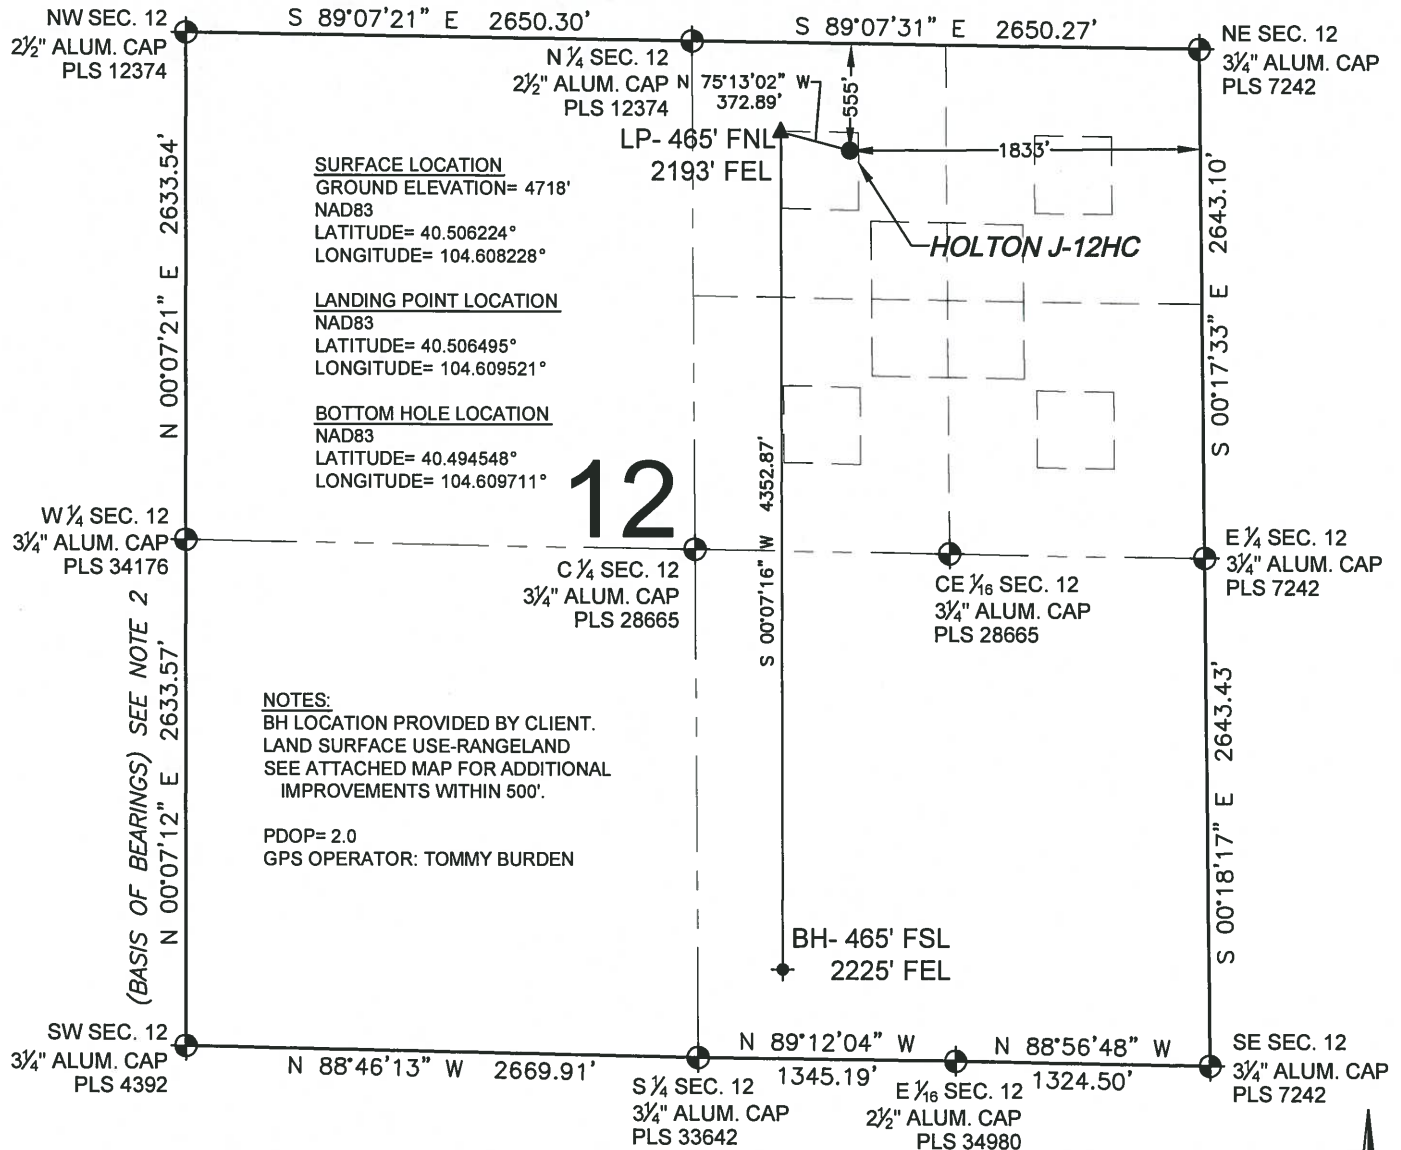 NW SEC. 12
2½" ALUM. CAP
PLS 12374
S 89°07'21" E 2650.30'
N ¼ SEC. 12
2½" ALUM. CAP
PLS 12374
S 89°07'31" E 2650.27'
NE SEC. 12
3¼" ALUM. CAP
PLS 7242
N 75°13'02" W
372.89'
555'
LP- 465' FNL
2193' FEL
1833'
HOLTON J-12HC
SURFACE LOCATION
GROUND ELEVATION= 4718'
NAD83
LATITUDE= 40.506224°
LONGITUDE= 104.608228°
LANDING POINT LOCATION
NAD83
LATITUDE= 40.506495°
LONGITUDE= 104.609521°
BOTTOM HOLE LOCATION
NAD83
LATITUDE= 40.494548°
LONGITUDE= 104.609711°
12
N 00°07'21" E 2633.54'
S 00°17'33" E 2643.10'
W ¼ SEC. 12
3¼" ALUM. CAP
PLS 34176
C ¼ SEC. 12
3¼" ALUM. CAP
PLS 28665
S 00°07'16" W 4352.87'
CE 1⁄16 SEC. 12
3¼" ALUM. CAP
PLS 28665
E ¼ SEC. 12
3¼" ALUM. CAP
PLS 7242
(BASIS OF BEARINGS) SEE NOTE 2
N 00°07'12" E 2633.57'
NOTES:
BH LOCATION PROVIDED BY CLIENT.
LAND SURFACE USE-RANGELAND
SEE ATTACHED MAP FOR ADDITIONAL
IMPROVEMENTS WITHIN 500'.
PDOP= 2.0
GPS OPERATOR: TOMMY BURDEN
S 00°18'17" E 2643.43'
BH- 465' FSL
2225' FEL
SW SEC. 12
3¼" ALUM. CAP
PLS 4392
N 88°46'13" W 2669.91'
S ¼ SEC. 12
3¼" ALUM. CAP
PLS 33642
N 89°12'04" W
1345.19'
E 1⁄16 SEC. 12
2½" ALUM. CAP
PLS 34980
N 88°56'48" W
1324.50'
SE SEC. 12
3¼" ALUM. CAP
PLS 7242